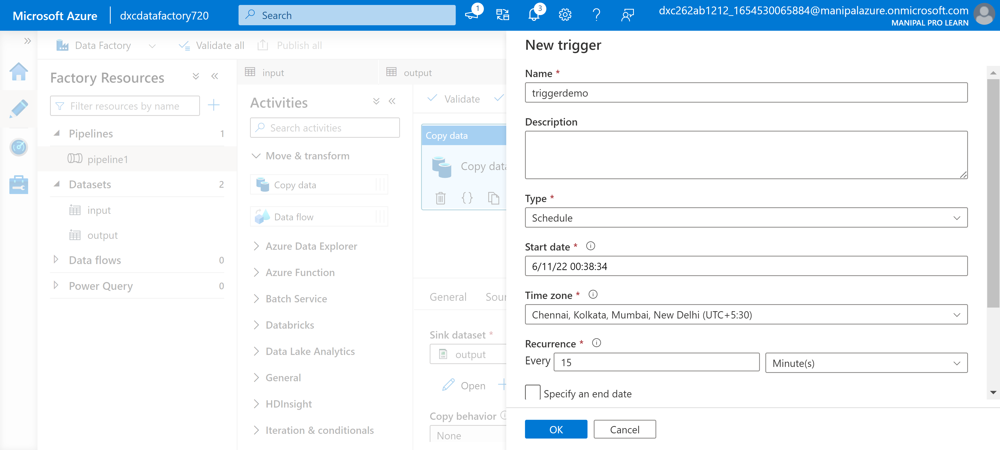 Microsoft Azure
dxcdatafactory720
Search
1
3
dxc262ab1212_1654530065884@manipalazure.onmicrosoft.com
MANIPAL PRO LEARN
Data Factory
Validate all
Publish all
Factory Resources
Filter resources by name
Pipelines 1
pipeline1
Datasets 2
input
output
Data flows 0
Power Query 0
input
output
Activities
Search activities
Move & transform
Copy data
Data flow
Azure Data Explorer
Azure Function
Batch Service
Databricks
Data Lake Analytics
General
HDInsight
Iteration & conditionals
Validate
Copy data
Copy data
{}
General
Sour
Sink dataset *
csv
output
Open
Copy behavior
None
New trigger
Name *
triggerdemo
Description
Type *
Schedule
Start date *
6/11/22 00:38:34
Time zone *
Chennai, Kolkata, Mumbai, New Delhi (UTC+5:30)
Recurrence *
Every 15 Minute(s)
Specify an end date
OK
Cancel